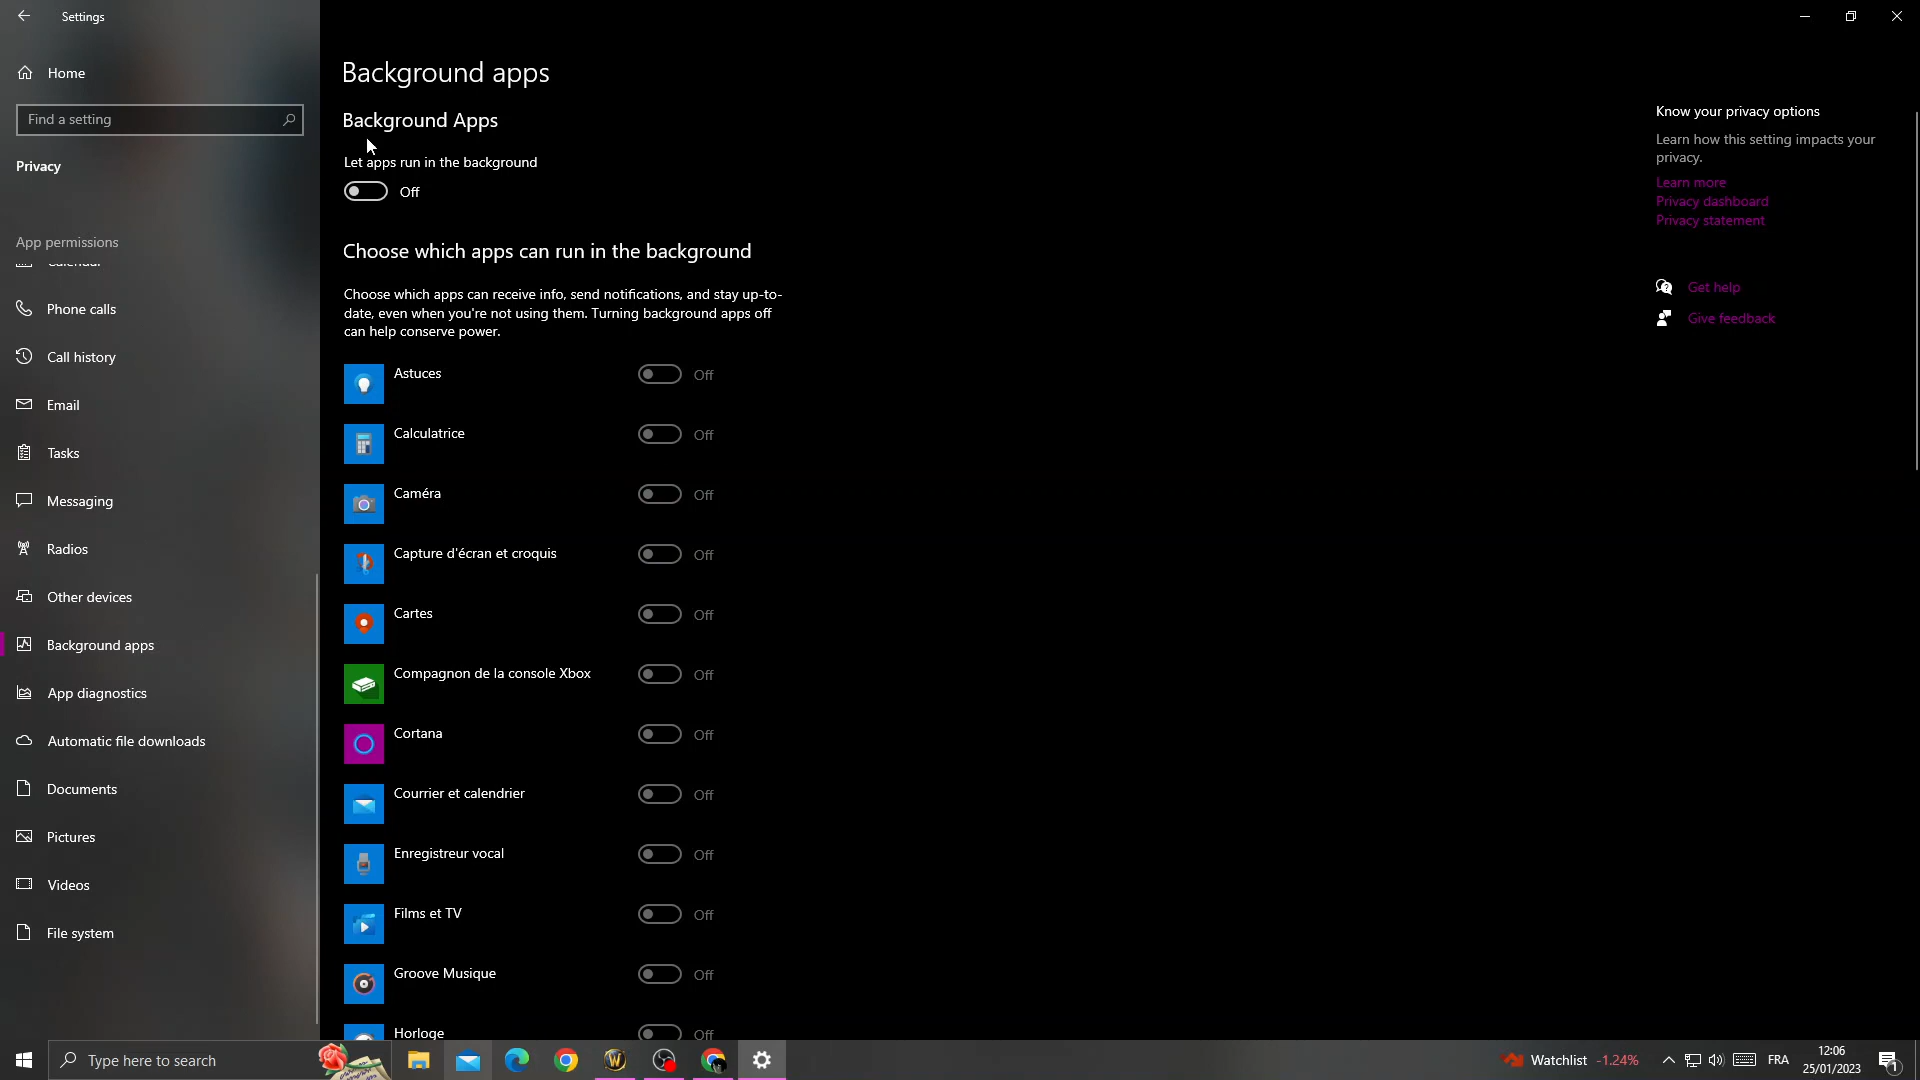 Settings
Home
Find a setting
Privacy
App permissions
Calendar
Phone calls
Call history
Email
Tasks
Messaging
Radios
Other devices
Background apps
App diagnostics
Automatic file downloads
Documents
Pictures
Videos
File system
Background apps
Background Apps
Let apps run in the background
Off
Choose which apps can run in the background
Choose which apps can receive info, send notifications, and stay up-to-
date, even when you're not using them. Turning background apps off
can help conserve power.
Astuces Off
Calculatrice Off
Caméra Off
Capture d'écran et croquis Off
Cartes Off
Compagnon de la console Xbox Off
Cortana Off
Courrier et calendrier Off
Enregistreur vocal Off
Films et TV Off
Groove Musique Off
Horloge Off
Know your privacy options
Learn how this setting impacts your
privacy.
Learn more
Privacy dashboard
Privacy statement
Get help
Give feedback
Type here to search
Watchlist -1.24%
FRA
12:06
25/01/2023
1